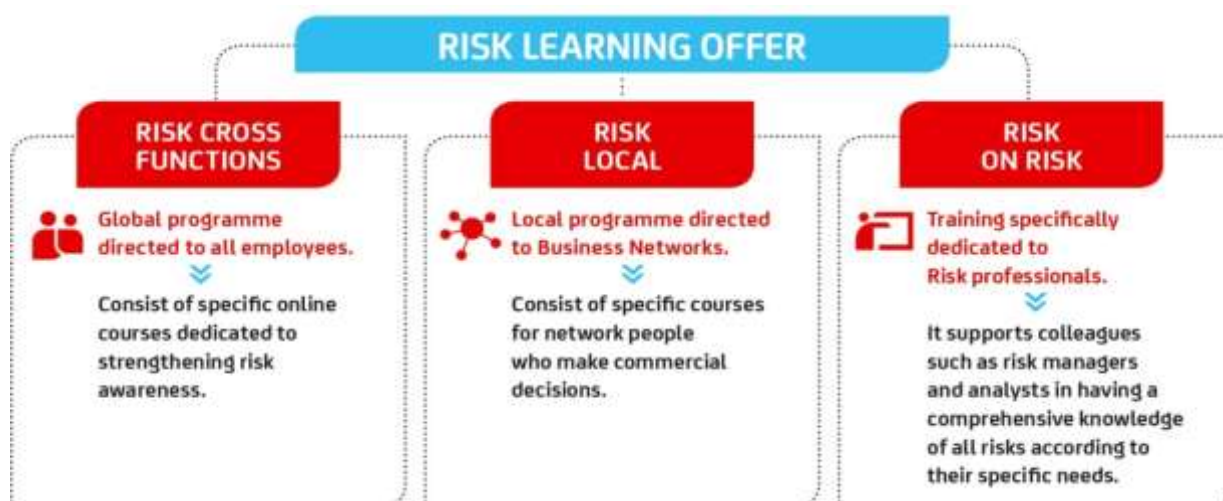 RISK LEARNING OFFER
RISK CROSS
FUNCTIONS
Global programme
directed to all employees.
Consist of specific online
courses dedicated to
strengthening risk
awareness.
RISK
LOCAL
Local programme directed
to Business Networks.
Consist of specific courses
for network people
who make commercial
decisions.
RISK
ON RISK
Training specifically
dedicated to
Risk professionals.
It supports colleagues
such as risk managers
and analysts in having a
comprehensive knowledge
of all risks according to
their specific needs.